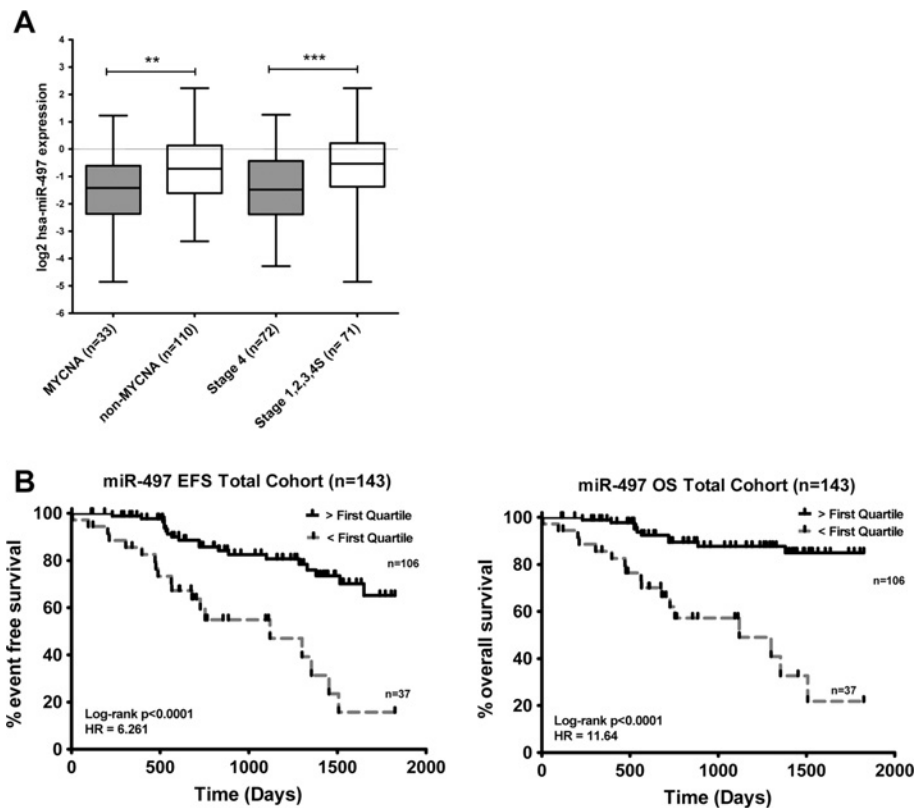 A
**
***
4
3
2
1
0
-1
-2
-3
-4
-5
-6
log2 hsa-miR-497 expression
MYCNA (n=33)
non-MYCNA (n=110)
Stage 4 (n=72)
Stage 1,2,3,4S (n= 71)
B
miR-497 EFS Total Cohort (n=143)
> First Quartile
< First Quartile
n=106
n=37
Log-rank p<0.0001
HR = 6.261
100
80
60
40
20
0
% event free survival
0
500
1000
1500
2000
Time (Days)
miR-497 OS Total Cohort (n=143)
> First Quartile
< First Quartile
n=106
n=37
Log-rank p<0.0001
HR = 11.64
100
80
60
40
20
0
% overall survival
0
500
1000
1500
2000
Time (Days)